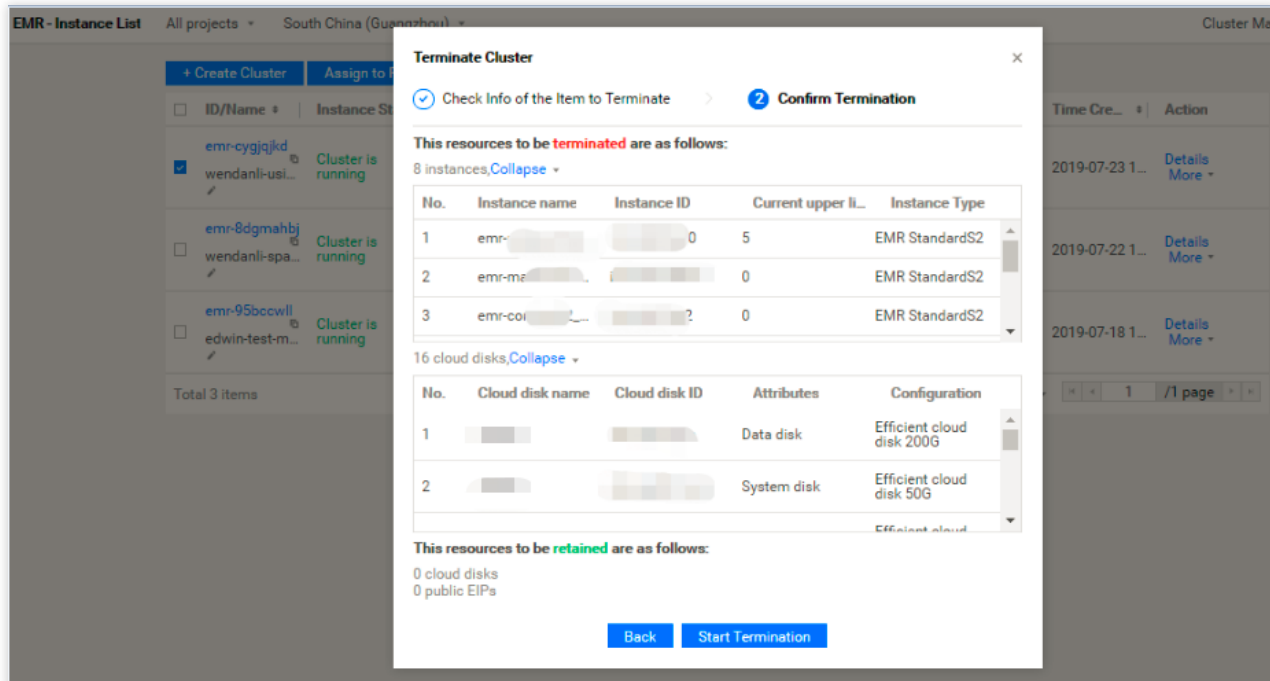 EMR - Instance List All projects South China (Guangzhou) Cluster Ma
+ Create Cluster Assign to
ID/Name Instance St Time Cre... Action
emr-cygjqjkd
wendanli-usi...
Cluster is
running
2019-07-23 1...
Details
More
emr-8dgmahbj
wendanli-spa...
Cluster is
running
2019-07-22 1...
Details
More
emr-95bccwll
edwin-test-m...
Cluster is
running
2019-07-18 1...
Details
More
Total 3 items 1 /1 page
Terminate Cluster
Check Info of the Item to Terminate 2 Confirm Termination
This resources to be terminated are as follows:
8 instances,Collapse
No. Instance name Instance ID Current upper li... Instance Type
1 emr- 0 5 EMR StandardS2
2 emr-ma ... 0 EMR StandardS2
3 emr-cor 2_... 2 0 EMR StandardS2
16 cloud disks,Collapse
No. Cloud disk name Cloud disk ID Attributes Configuration
1 Data disk Efficient cloud
disk 200G
2 System disk Efficient cloud
disk 50G
Efficient cloud
This resources to be retained are as follows:
0 cloud disks
0 public EIPs
Back Start Termination